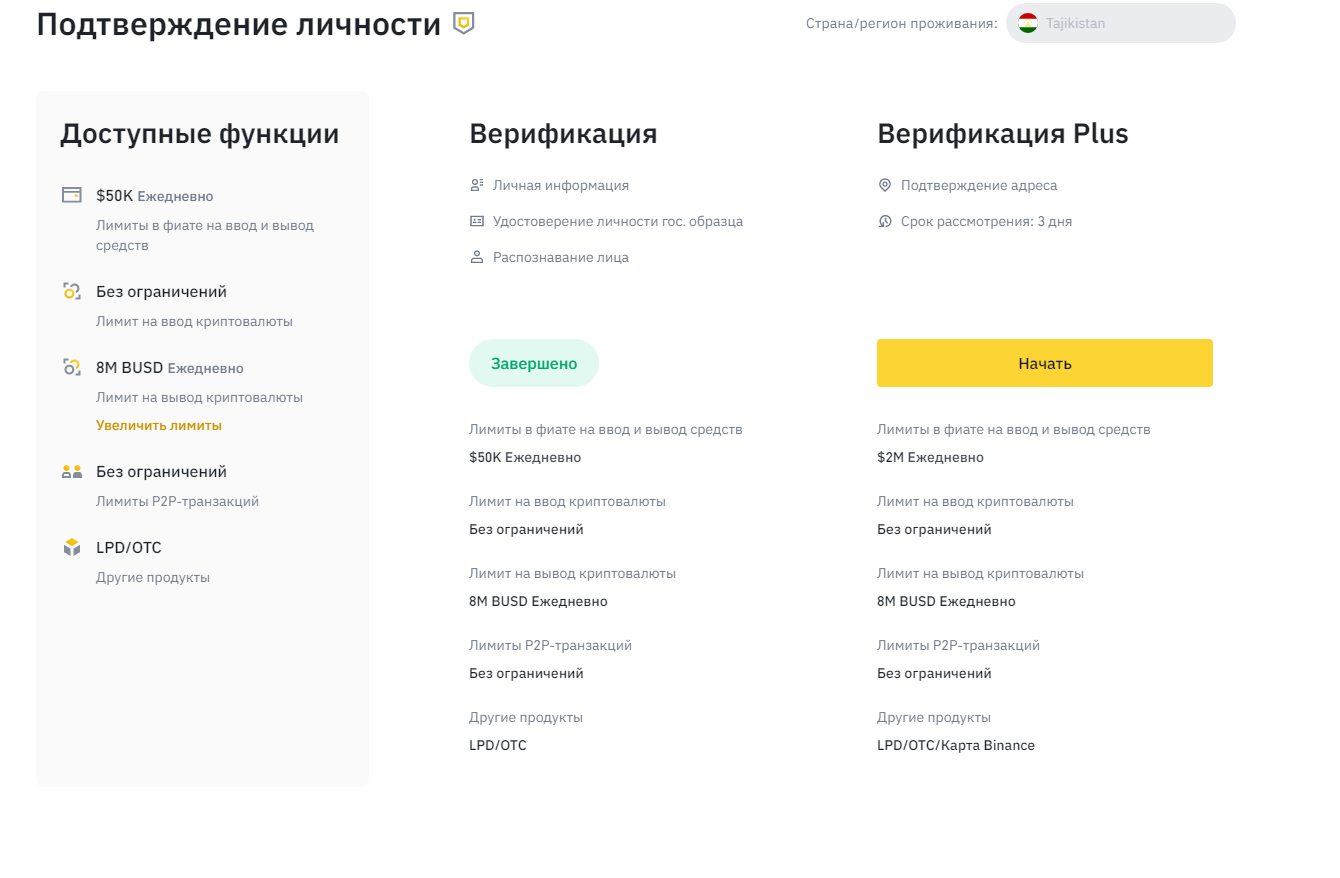 Подтверждение личности
Страна/регион проживания:
Tajikistan
Доступные функции
$50K Ежедневно
Лимиты в фиате на ввод и вывод
средств
Без ограничений
Лимит на ввод криптовалюты
8M BUSD Ежедневно
Лимит на вывод криптовалюты
Увеличить лимиты
Без ограничений
Лимиты P2P-транзакций
LPD/OTC
Другие продукты
Верификация
Личная информация
Удостоверение личности гос. образца
Распознавание лица
Завершено
Лимиты в фиате на ввод и вывод средств
$50K Ежедневно
Лимит на ввод криптовалюты
Без ограничений
Лимит на вывод криптовалюты
8M BUSD Ежедневно
Лимиты P2P-транзакций
Без ограничений
Другие продукты
LPD/OTC
Верификация Plus
Подтверждение адреса
Срок рассмотрения: 3 дня
Начать
Лимиты в фиате на ввод и вывод средств
$2M Ежедневно
Лимит на ввод криптовалюты
Без ограничений
Лимит на вывод криптовалюты
8M BUSD Ежедневно
Лимиты P2P-транзакций
Без ограничений
Другие продукты
LPD/OTC/Карта Binance